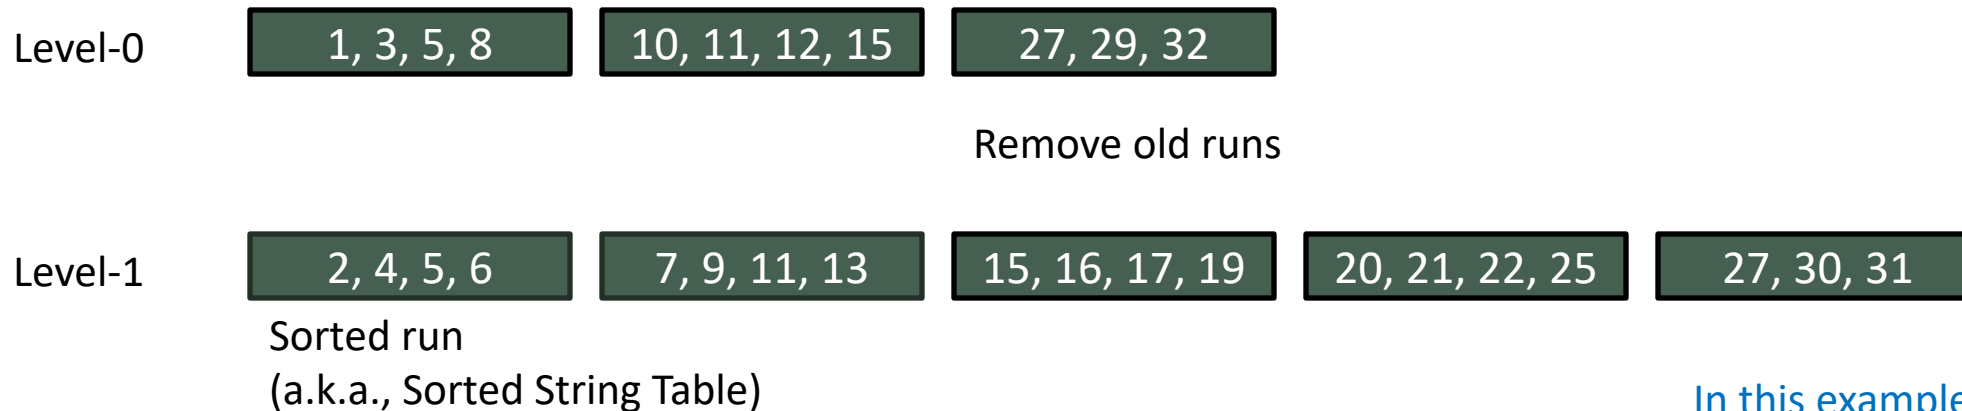 Level-0 1, 3, 5, 8 10, 11, 12, 15 27, 29, 32
Remove old runs
Level-1 2, 4, 5, 6 7, 9, 11, 13 15, 16, 17, 19 20, 21, 22, 25 27, 30, 31
Sorted run
(a.k.a., Sorted String Table)
In this example